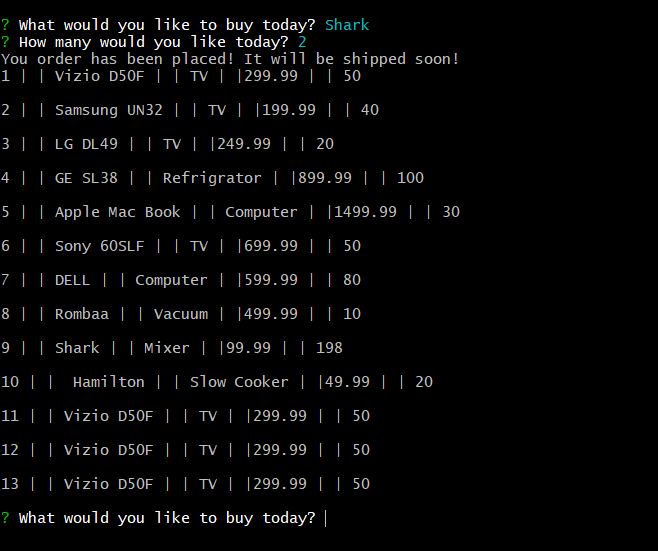 ? What would you like to buy today? Shark
? How many would you like today? 2
You order has been placed! It will be shipped soon!
1 | | Vizio D50F | | TV | |299.99 | | 50
2 | | Samsung UN32 | | TV | |199.99 | | 40
3 | | LG DL49 | | TV | |249.99 | | 20
4 | | GE SL38 | | Refrigrator | |899.99 | | 100
5 | | Apple Mac Book | | Computer | |1499.99 | | 30
6 | | Sony 60SLF | | TV | |699.99 | | 50
7 | | DELL | | Computer | |599.99 | | 80
8 | | Rombaa | | Vacuum | |499.99 | | 10
9 | | Shark | | Mixer | |99.99 | | 198
10 | |  Hamilton | | Slow Cooker | |49.99 | | 20
11 | | Vizio D50F | | TV | |299.99 | | 50
12 | | Vizio D50F | | TV | |299.99 | | 50
13 | | Vizio D50F | | TV | |299.99 | | 50
? What would you like to buy today?